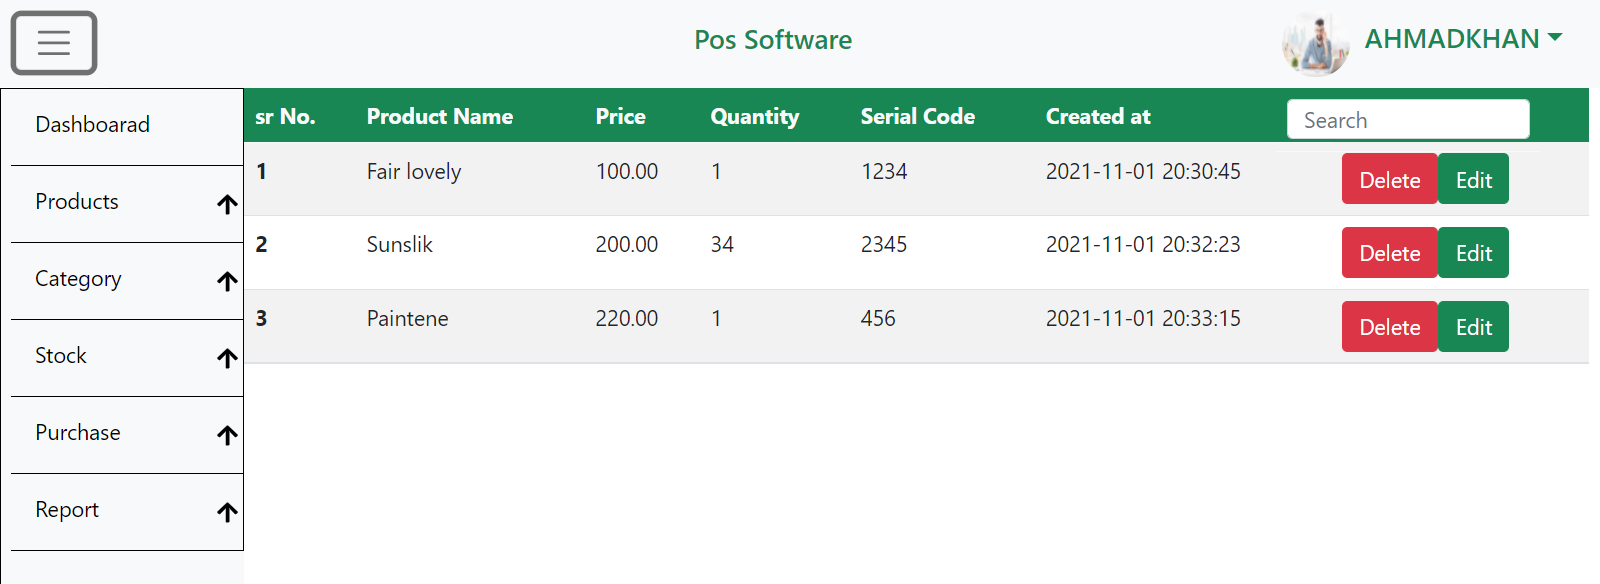 Pos Software
AHMADKHAN
Dashboarad
Products
Category
Stock
Purchase
Report
sr No. Product Name Price Quantity Serial Code Created at Search
1 Fair lovely 100.00 1 1234 2021-11-01 20:30:45 Delete Edit
2 Sunslik 200.00 34 2345 2021-11-01 20:32:23 Delete Edit
3 Paintene 220.00 1 456 2021-11-01 20:33:15 Delete Edit